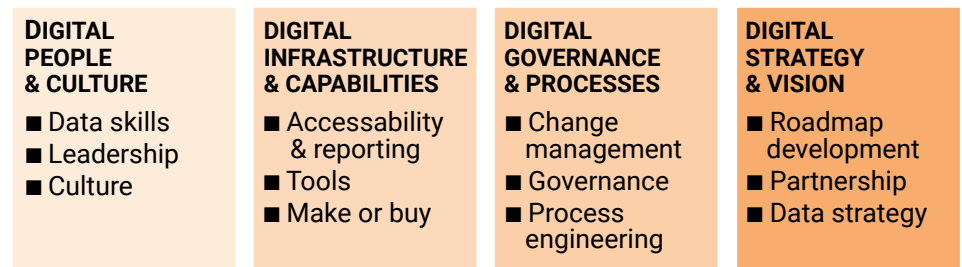 DIGITAL
PEOPLE
& CULTURE
■ Data skills
■ Leadership
■ Culture
DIGITAL
INFRASTRUCTURE
& CAPABILITIES
■ Accessability
& reporting
■ Tools
■ Make or buy
DIGITAL
GOVERNANCE
& PROCESSES
■ Change
management
■ Governance
■ Process
engineering
DIGITAL
STRATEGY
& VISION
■ Roadmap
development
■ Partnership
■ Data strategy